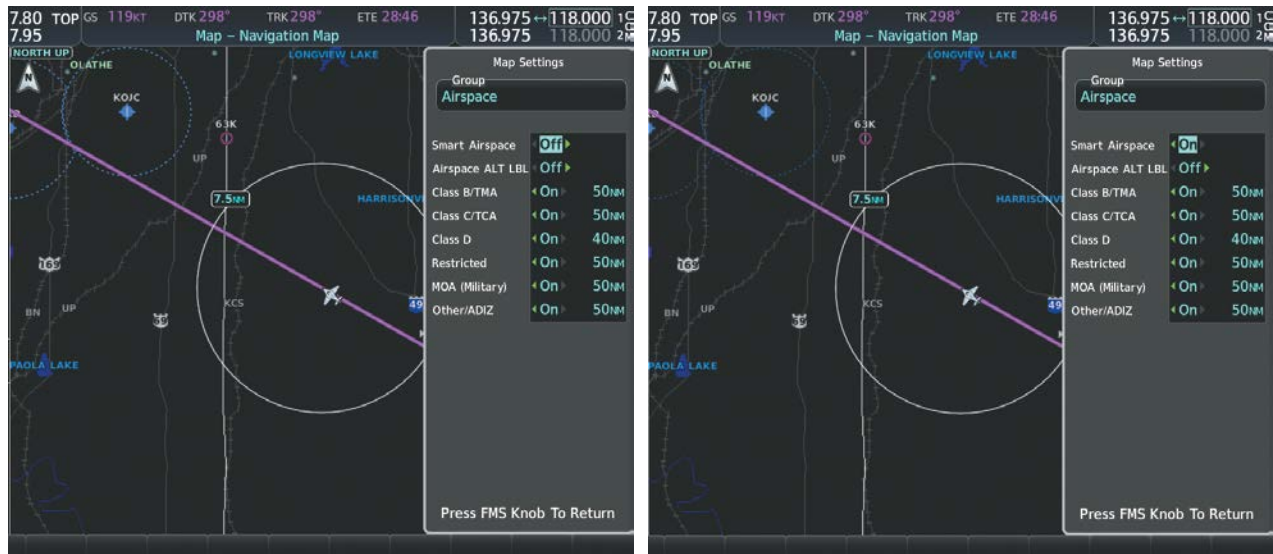 7.80 TOP GS 119KT DTK 298° TRK 298° ETE 28:46 136.975 ↔ 118.000 1
7.95 Map – Navigation Map 136.975 118.000 2
NORTH UP
N
OLATHE
LONGVIEW LAKE
KOJC
63K
UP
7.5NM
HARRISONV
169
BN
UP
KCS
69
49
PAOLA LAKE
Map Settings
Group
Airspace
Smart Airspace Off
Airspace ALT LBL Off
Class B/TMA On 50NM
Class C/TCA On 50NM
Class D On 40NM
Restricted On 50NM
MOA (Military) On 50NM
Other/ADIZ On 50NM
Press FMS Knob To Return
7.80 TOP GS 119KT DTK 298° TRK 298° ETE 28:46 136.975 ↔ 118.000 1
7.95 Map – Navigation Map 136.975 118.000 2
NORTH UP
N
OLATHE
LONGVIEW LAKE
KOJC
63K
UP
7.5NM
HARRISONV
169
BN
UP
KCS
69
49
PAOLA LAKE
Map Settings
Group
Airspace
Smart Airspace On
Airspace ALT LBL Off
Class B/TMA On 50NM
Class C/TCA On 50NM
Class D On 40NM
Restricted On 50NM
MOA (Military) On 50NM
Other/ADIZ On 50NM
Press FMS Knob To Return